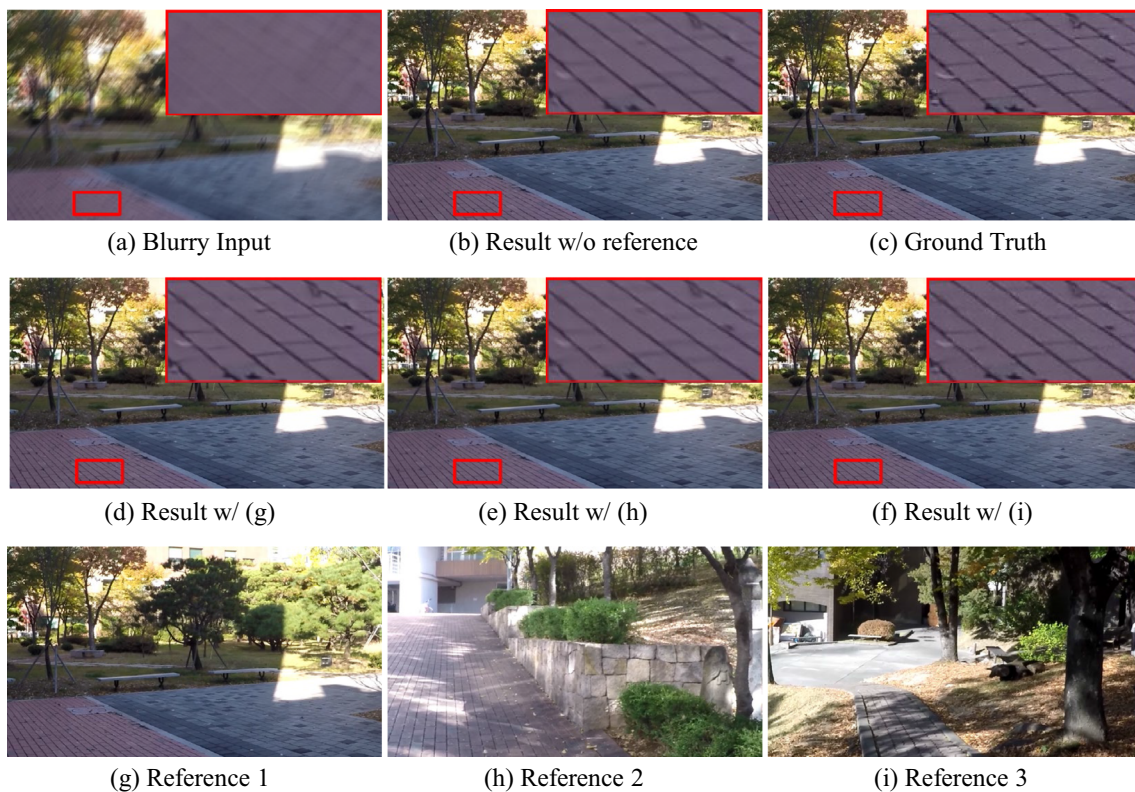 (a) Blurry Input
(b) Result w/o reference
(c) Ground Truth
(d) Result w/ (g)
(e) Result w/ (h)
(f) Result w/ (i)
(g) Reference 1
(h) Reference 2
(i) Reference 3